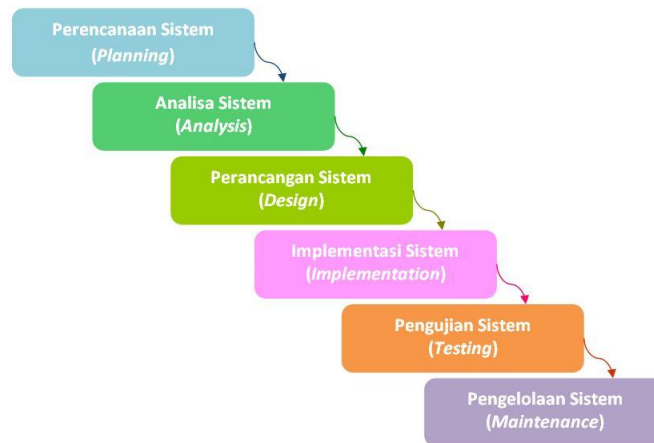 Perencanaan Sistem
(Planning)
Analisa Sistem
(Analysis)
Perancangan Sistem
(Design)
Implementasi Sistem
(Implementation)
Pengujian Sistem
(Testing)
Pengelolaan Sistem
(Maintenance)